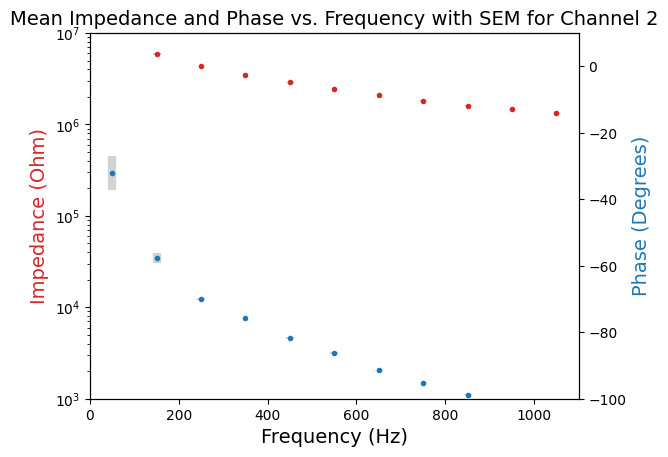 Mean Impedance and Phase vs. Frequency with SEM for Channel 2
Impedance (Ohm)
10^7
10^6
10^5
10^4
10^3
0 200 400 600 800 1000
Frequency (Hz)
0
−20
−40
−60
−80
−100
Phase (Degrees)